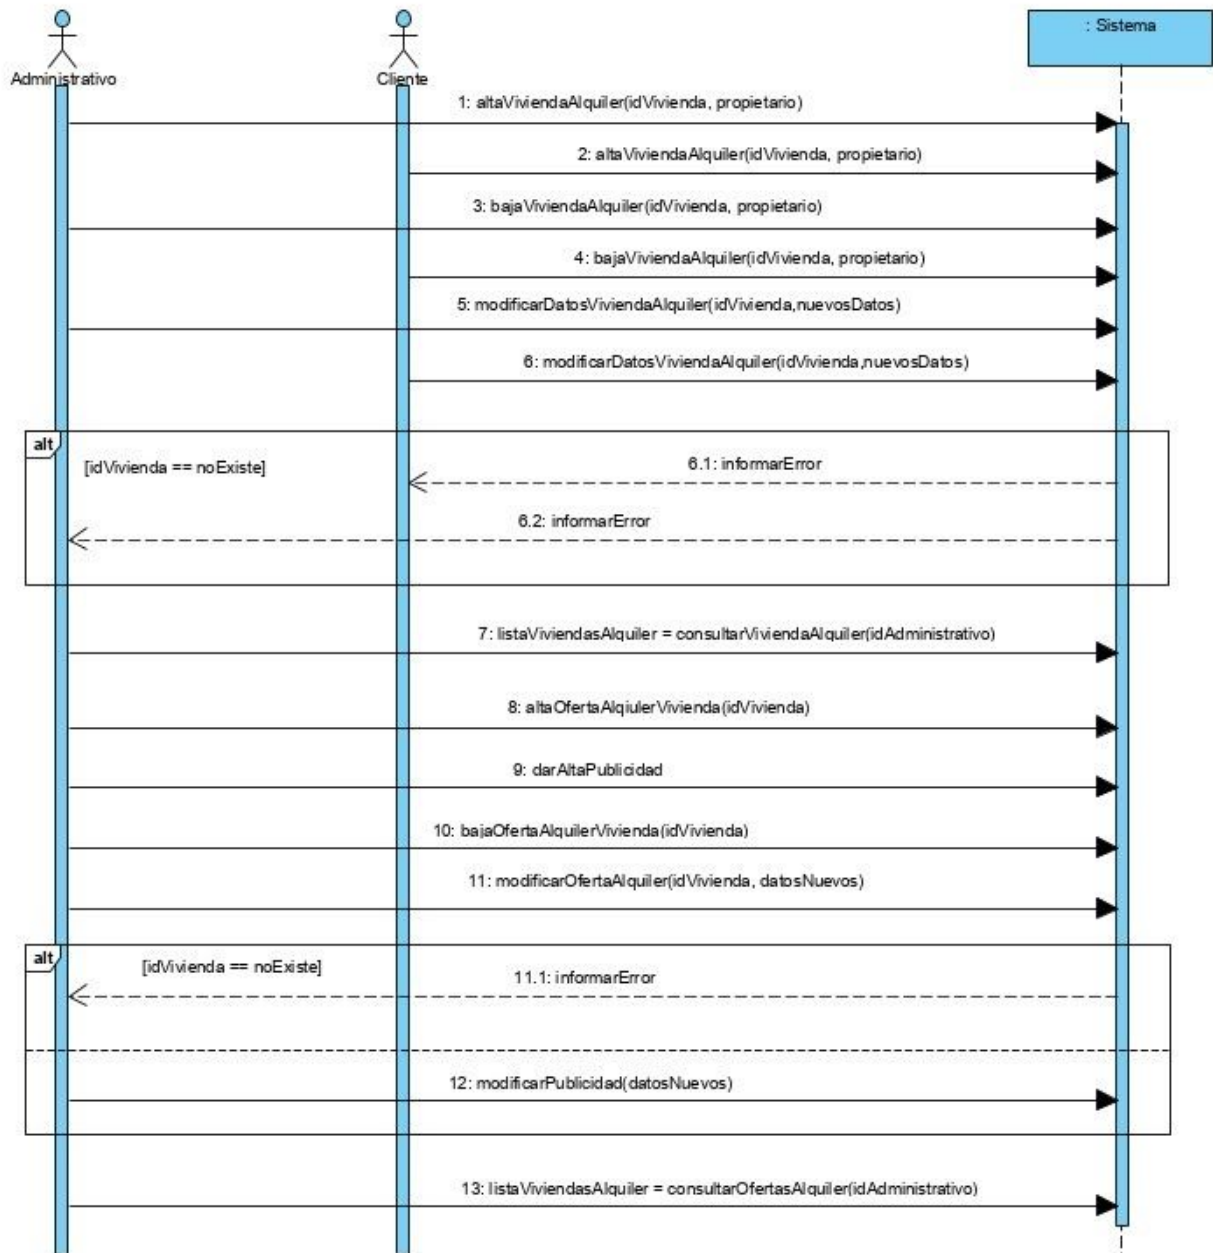 : Sistema
Administrativo
Cliente
1: altaViviendaAlquiler(idVivienda, propietario)
2: altaViviendaAlquiler(idVivienda, propietario)
3: bajaViviendaAlquiler(idVivienda, propietario)
4: bajaViviendaAlquiler(idVivienda, propietario)
5: modificarDatosViviendaAlquiler(idVivienda,nuevosDatos)
6: modificarDatosViviendaAlquiler(idVivienda,nuevosDatos)
alt
[idVivienda == noExiste]
6.1: informarError
6.2: informarError
7: listaViviendasAlquiler = consultarViviendaAlquiler(idAdministrativo)
8: altaOfertaAlqiulerVivienda(idVivienda)
9: darAltaPublicidad
10: bajaOfertaAlquilerVivienda(idVivienda)
11: modificarOfertaAlquiler(idVivienda, datosNuevos)
alt
[idVivienda == noExiste]
11.1: informarError
12: modificarPublicidad(datosNuevos)
13: listaViviendasAlquiler = consultarOfertasAlquiler(idAdministrativo)